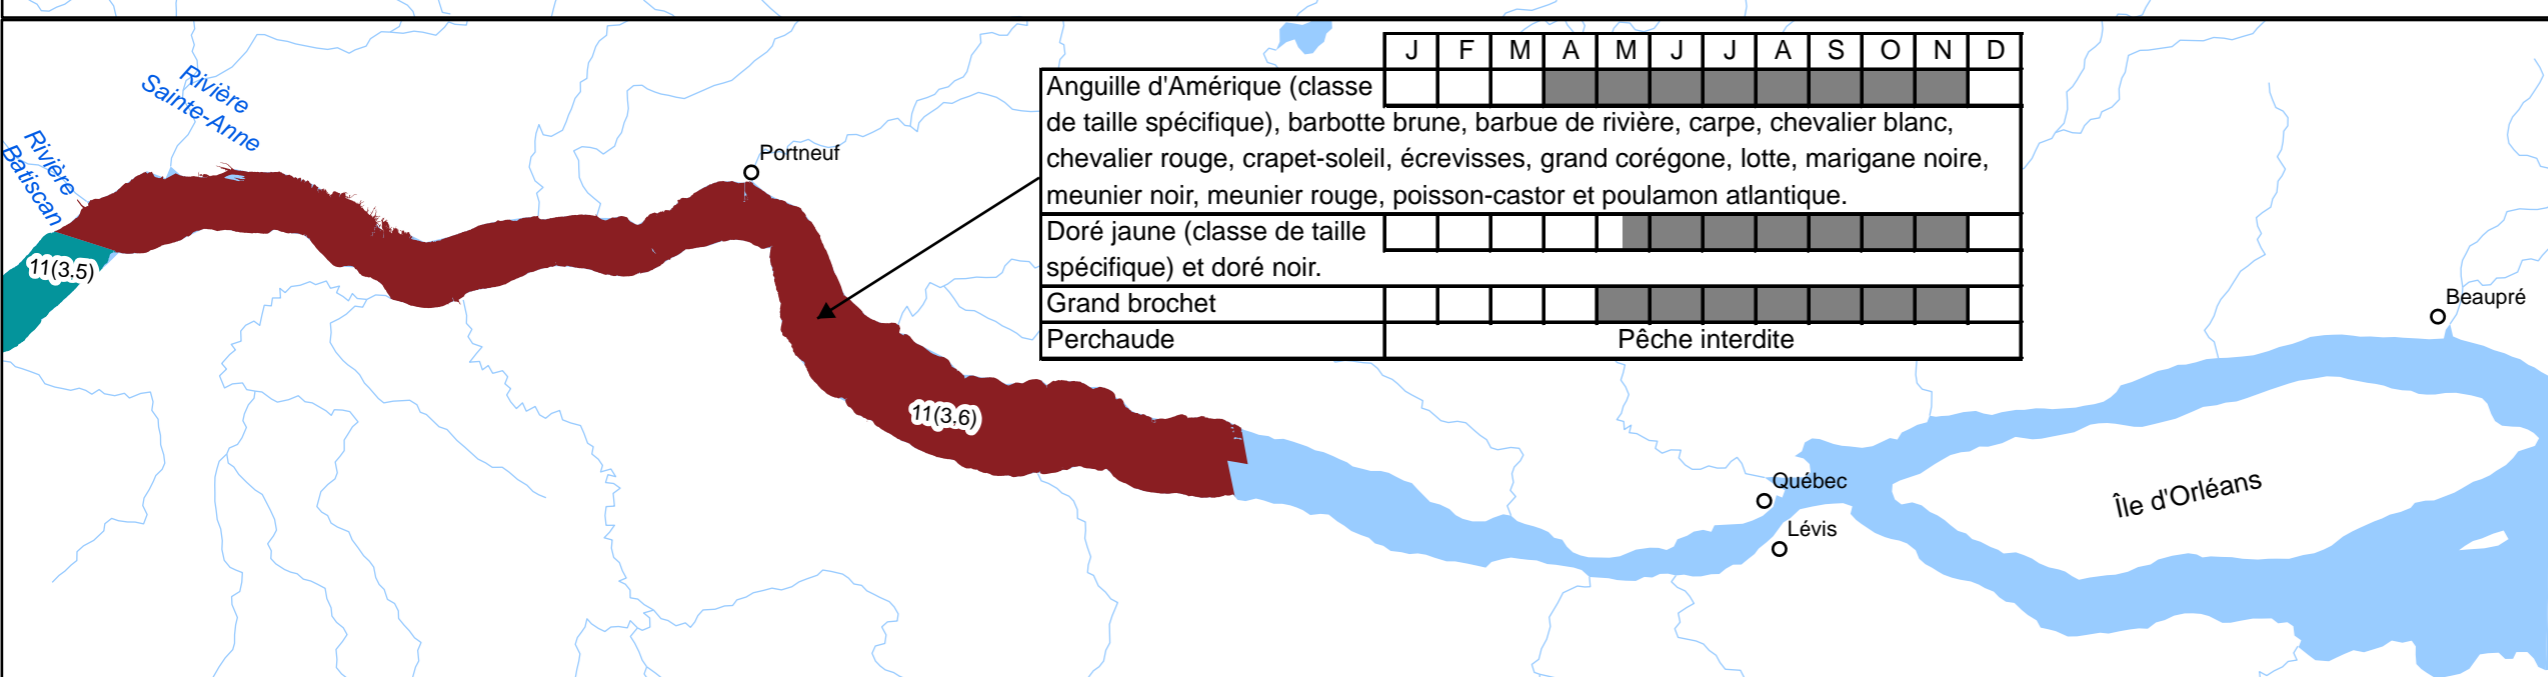 J F M A M J J A S O N D
Anguille d'Amérique (classe
de taille spécifique), barbotte brune, barbue de rivière, carpe, chevalier blanc,
chevalier rouge, crapet-soleil, écrevisses, grand corégone, lotte, marigane noire,
meunier noir, meunier rouge, poisson-castor et poulamon atlantique.
Doré jaune (classe de taille
spécifique) et doré noir.
Grand brochet
Perchaude Pêche interdite
Rivière
Sainte-Anne
Rivière
Batiscan
Portneuf
11(3,5)
11(3,6)
Beaupré
Québec
Lévis
Île d'Orléans